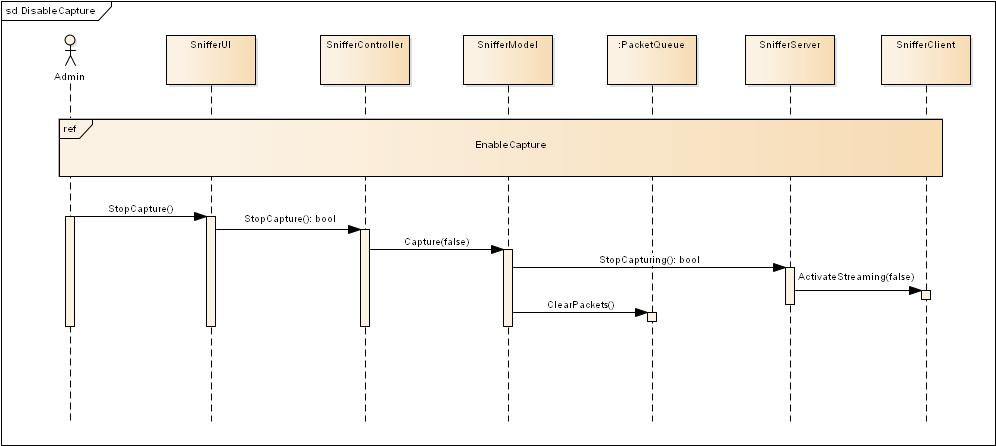 sd DisableCapture
Admin
SnifferUI
SnifferController
SnifferModel
:PacketQueue
SnifferServer
SnifferClient
ref
EnableCapture
StopCapture()
StopCapture(): bool
Capture(false)
StopCapturing(): bool
ActivateStreaming(false)
ClearPackets()